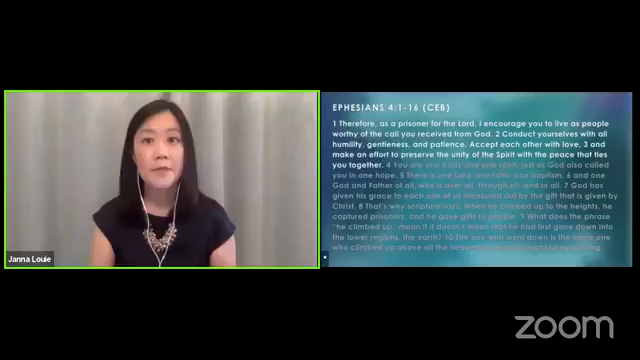 Janna Louie
EPHESIANS 4:1-16 (CEB)
1 Therefore, as a prisoner for the Lord, I encourage you to live as people
worthy of the call you received from God. 2 Conduct yourselves with all
humility, gentleness, and patience. Accept each other with love, 3 and
make an effort to preserve the unity of the Spirit with the peace that ties
you together. 4 You are one body and one spirit, just as God also called
you in one hope. 5 There is one Lord, one faith, one baptism, 6 and one
God and Father of all, who is over all, through all, and in all. 7 God has
given his grace to each one of us measured out by the gift that is given by
Christ. 8 That's why scripture says, When he climbed up to the heights, he
captured prisoners, and he gave gifts to people. 9 What does the phrase
"he climbed up" mean if it doesn't mean that he had first gone down into
the lower regions, the earth? 10 The one who went down is the same one
who climbed up above all the heavens
zoom